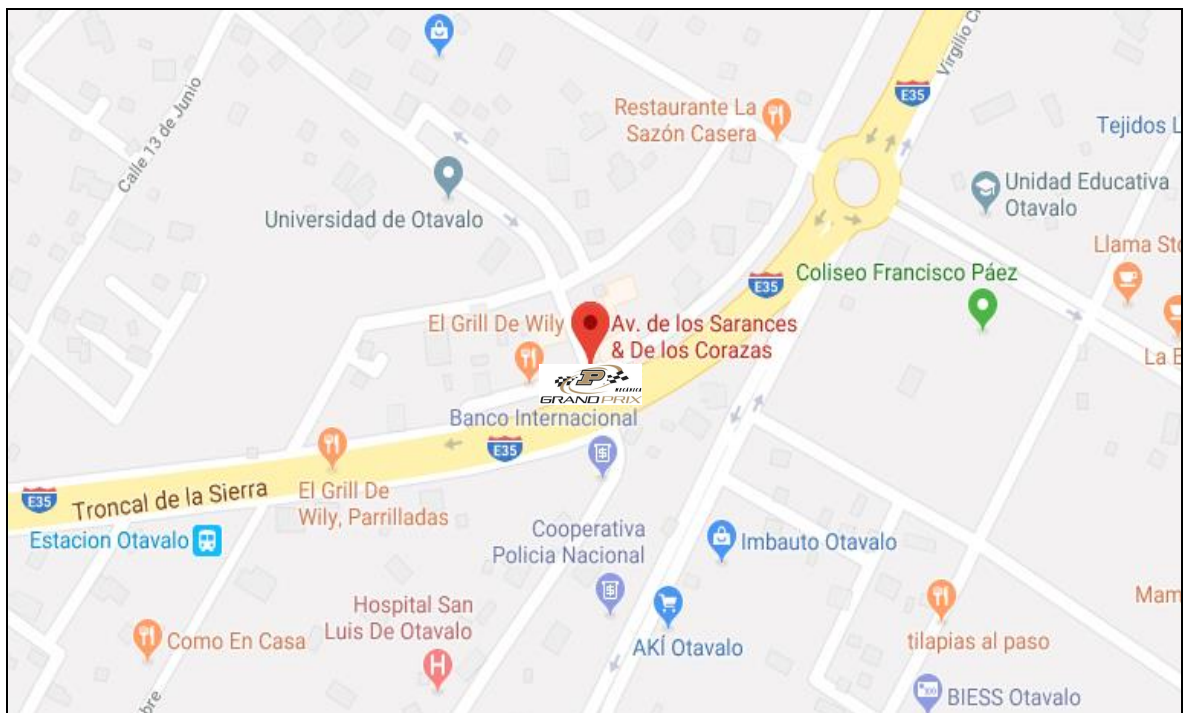 E35
Virgilio C
Restaurante La
Sazón Casera
Tejidos L
Calle 13 de Junio
Unidad Educativa
Otavalo
Universidad de Otavalo
Llama Sto
Coliseo Francisco Páez
E35
El Grill De Wily
Av. de los Sarances
& De los Corazas
La E
P
GRAND PRIX
Banco Internacional
E35
E35
Troncal de la Sierra
El Grill De
Wily, Parrilladas
Estacion Otavalo
Cooperativa
Policia Nacional
Imbauto Otavalo
Mam
Hospital San
Luis De Otavalo
Como En Casa
AKÍ Otavalo
tilapias al paso
H
bre
BIESS Otavalo